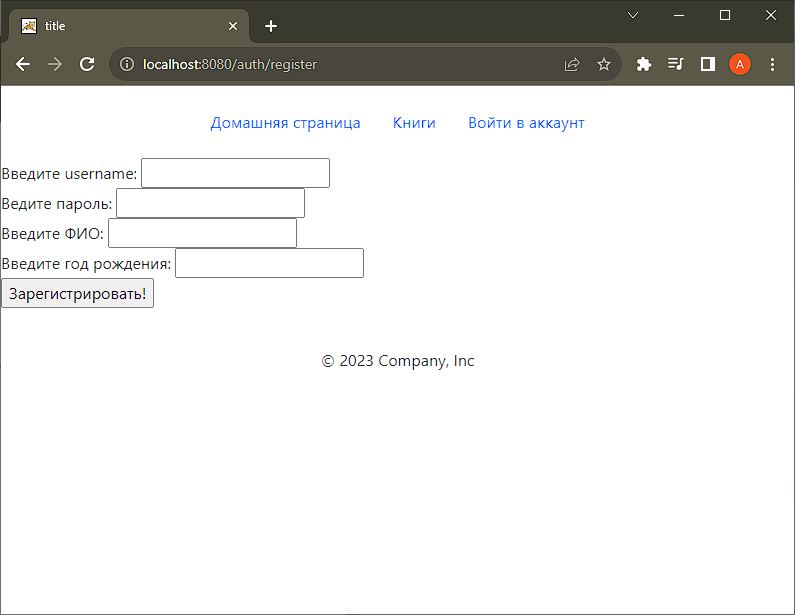 title
localhost:8080/auth/register
A
Домашняя страница Книги Войти в аккаунт
Введите username:
Ведите пароль:
Введите ФИО:
Введите год рождения:
Зарегистрировать!
© 2023 Company, Inc